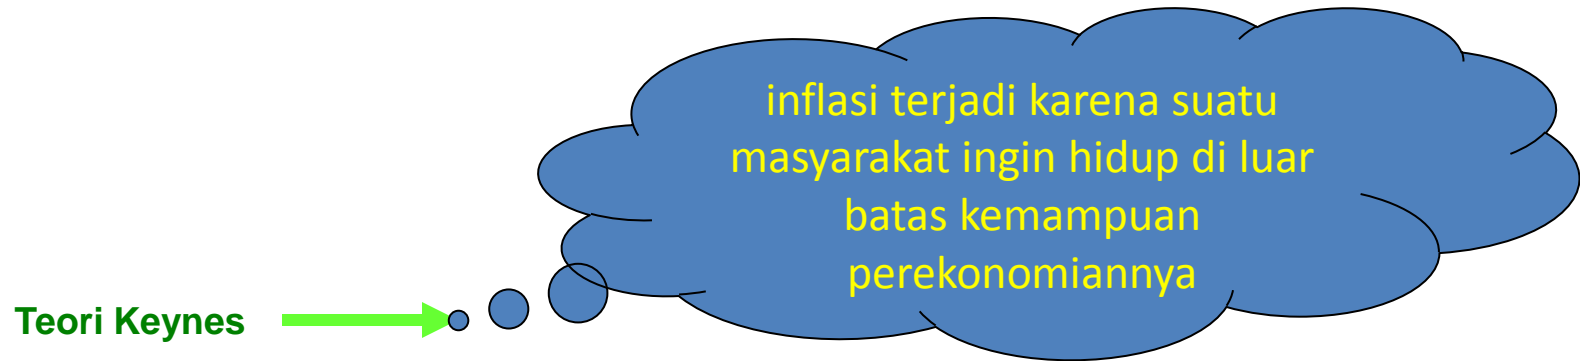 inflasi terjadi karena suatu
masyarakat ingin hidup di luar
batas kemampuan
perekonomiannya
Teori Keynes